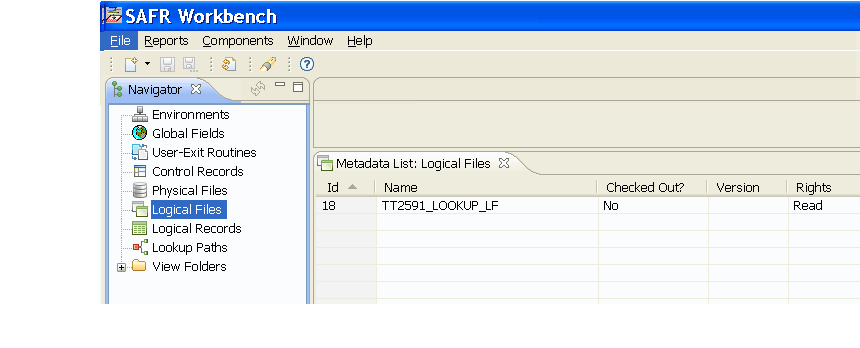 SAFR Workbench
File Reports Components Window Help
Navigator
Environments
Global Fields
User-Exit Routines
Control Records
Physical Files
Logical Files
Logical Records
Lookup Paths
View Folders
Metadata List: Logical Files
Id Name Checked Out? Version Rights
18 TT2591_LOOKUP_LF No Read